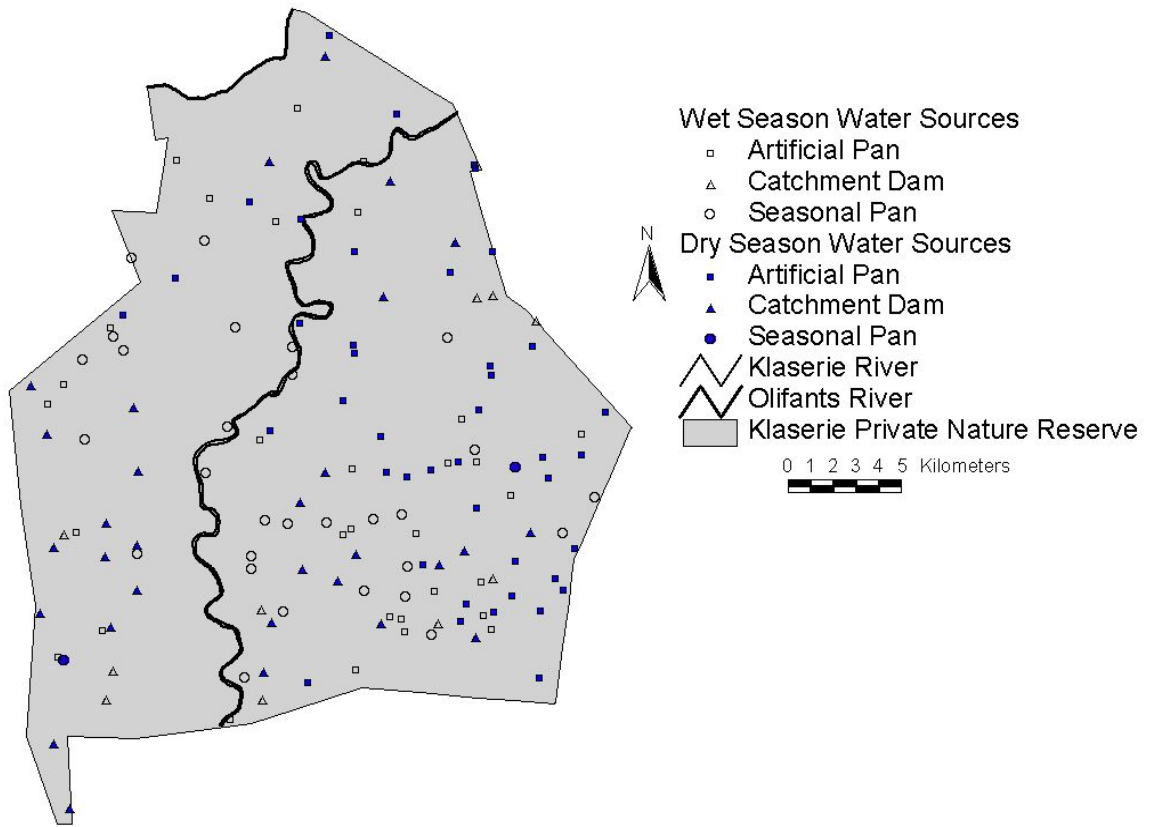 Wet Season Water Sources
Artificial Pan
Catchment Dam
Seasonal Pan
Dry Season Water Sources
N
Artificial Pan
Catchment Dam
Seasonal Pan
Klaserie River
Olifants River
Klaserie Private Nature Reserve
0 1 2 3 4 5 Kilometers